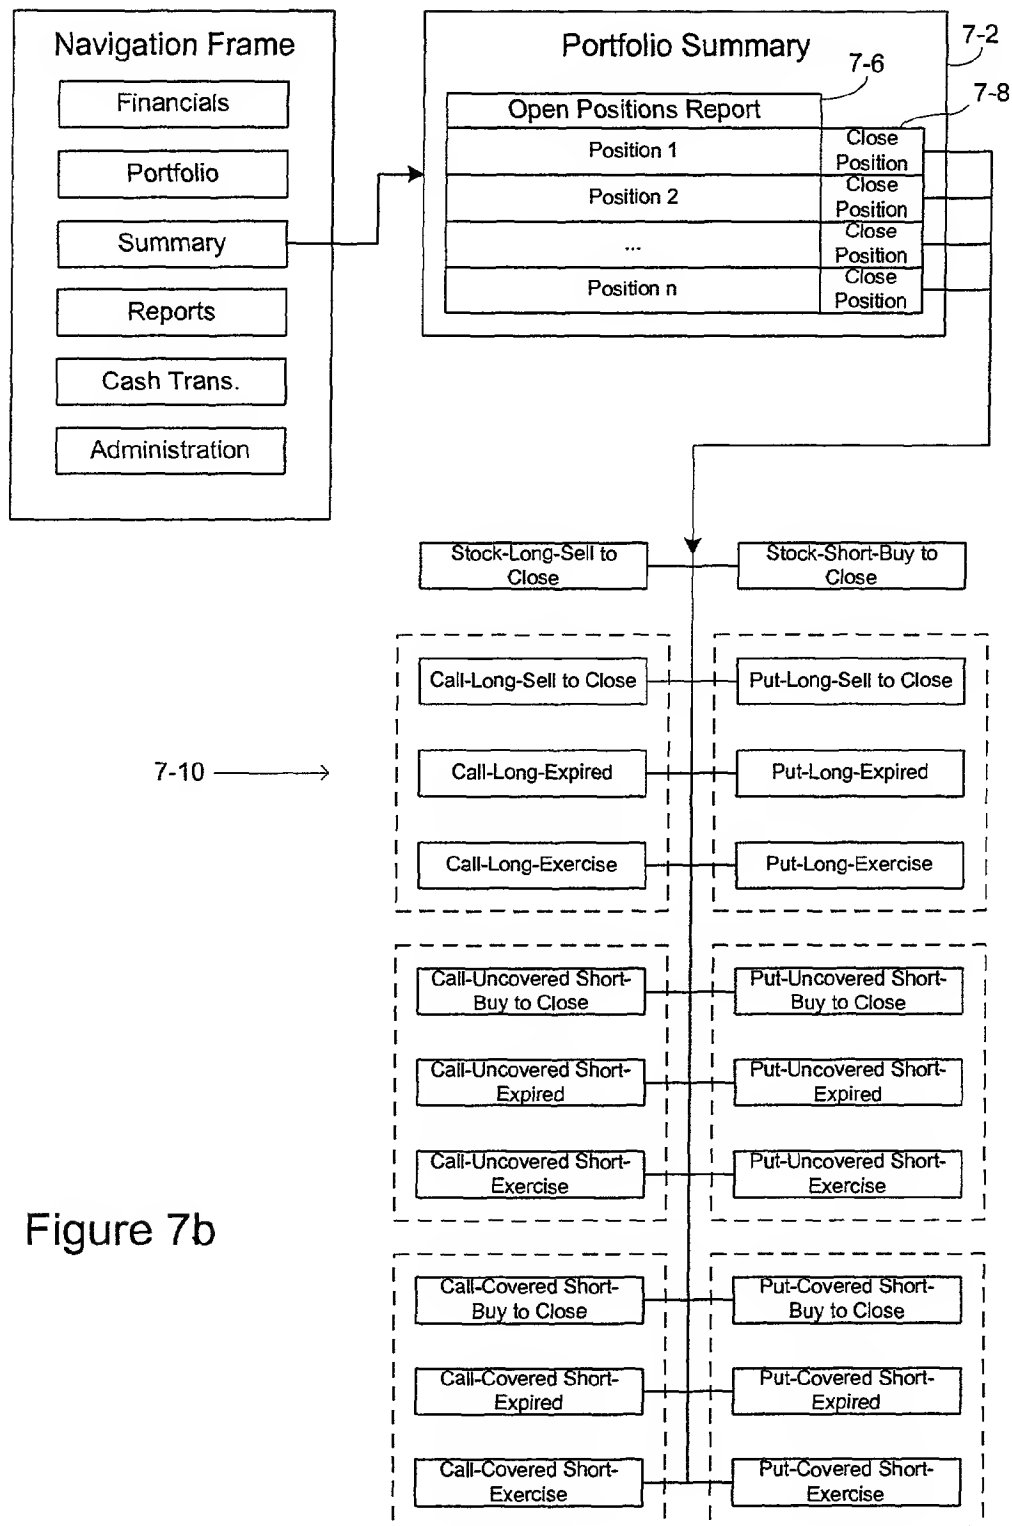 Navigation Frame
Financials
Portfolio
Summary
Reports
Cash Trans.
Administration
Portfolio Summary
7-2
7-6
7-8
Open Positions Report
Position 1
Close
Position
Position 2
Close
Position
...
Close
Position
Position n
Close
Position
Stock-Long-Sell to
Close
Stock-Short-Buy to
Close
Call-Long-Sell to Close
Put-Long-Sell to Close
7-10
Call-Long-Expired
Put-Long-Expired
Call-Long-Exercise
Put-Long-Exercise
Call-Uncovered Short-
Buy to Close
Put-Uncovered Short-
Buy to Close
Call-Uncovered Short-
Expired
Put-Uncovered Short-
Expired
Call-Uncovered Short-
Exercise
Put-Uncovered Short-
Exercise
Figure 7b
Call-Covered Short-
Buy to Close
Put-Covered Short-
Buy to Close
Call-Covered Short-
Expired
Put-Covered Short-
Expired
Call-Covered Short-
Exercise
Put-Covered Short-
Exercise